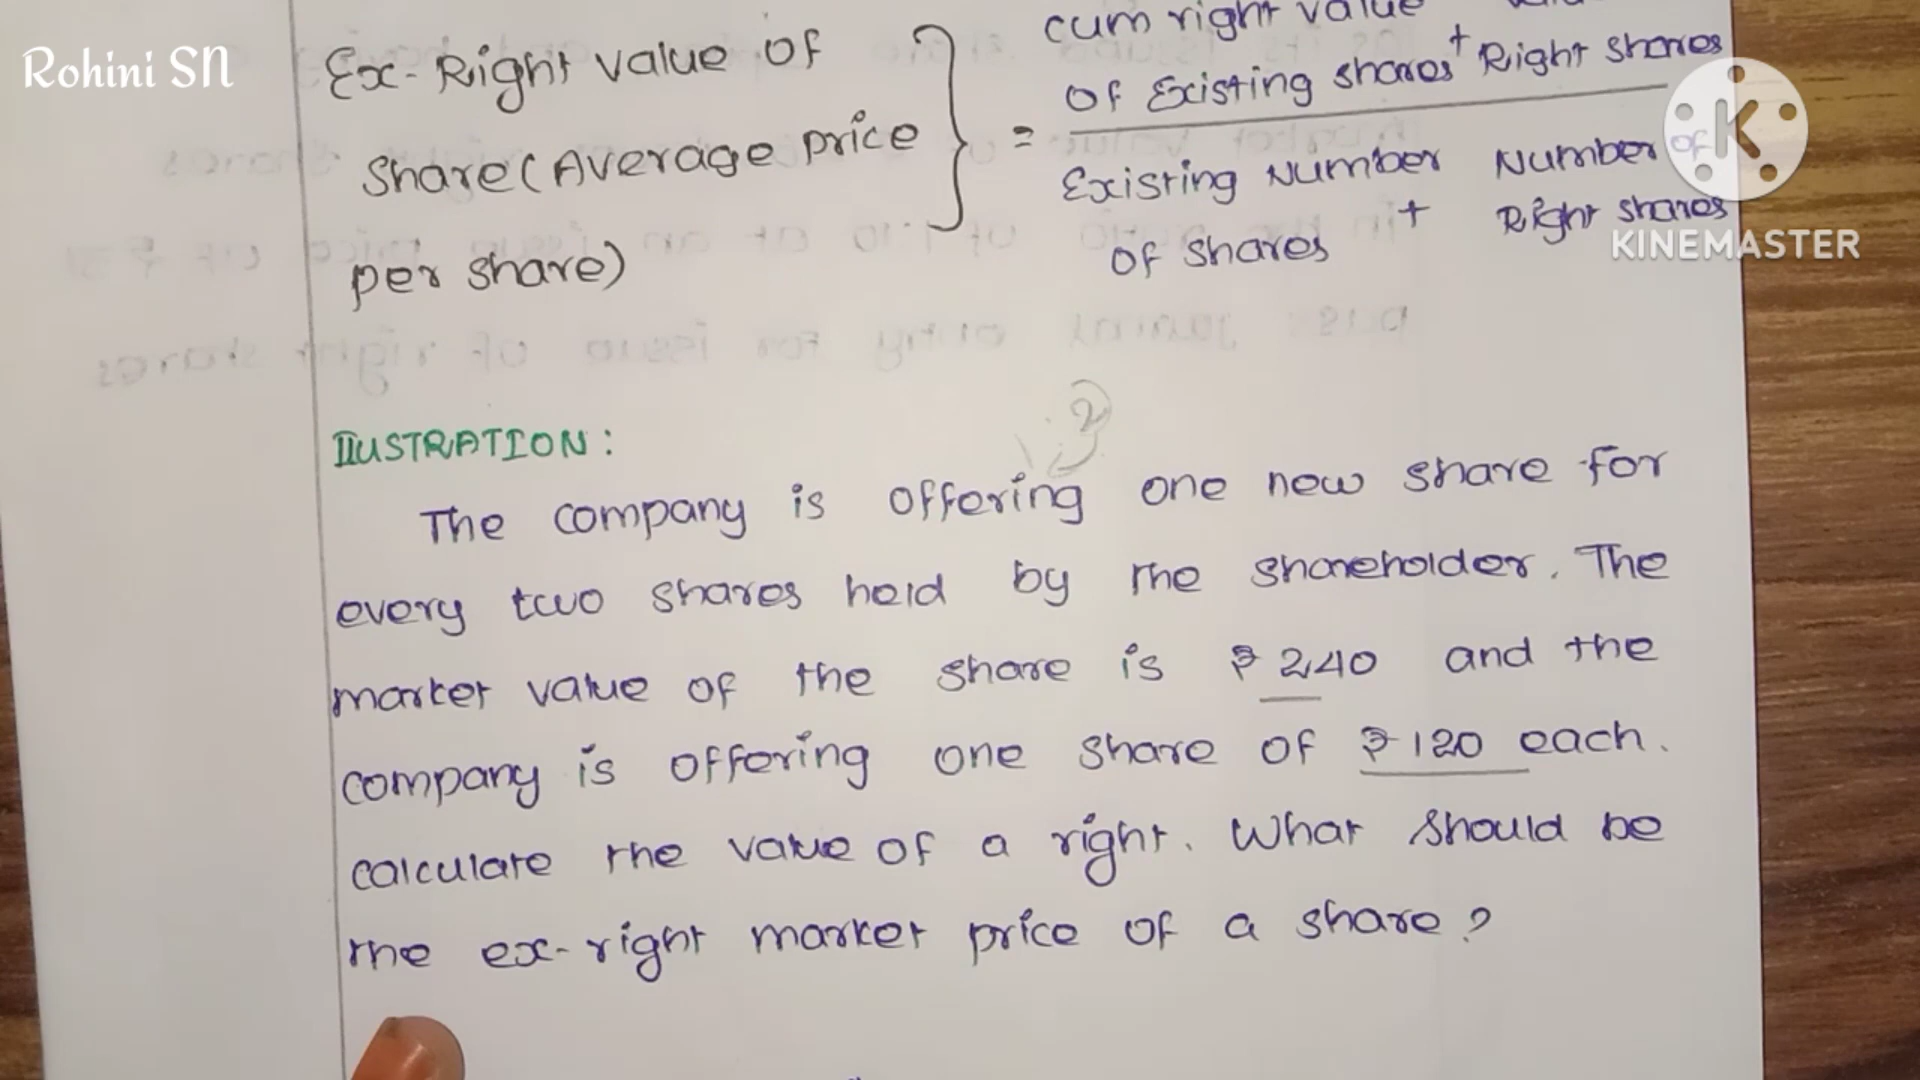 Rohini SN
Ex-Right value of
share (Average price
per share)
=
cum right value
of Existing shares + Right shares
Existing Number + Number of
of shares Right shares
KINEMASTER
IIUSTRATION:
The company is offering one new share for
every two shares held by the shareholder. The
market value of the share is ₹ 240 and the
company is offering one share of ₹ 120 each.
calculate the value of a right. What should be
the ex-right market price of a share?